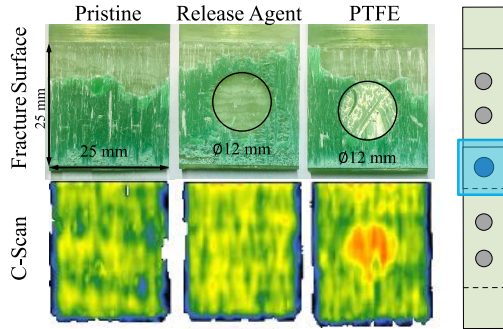 Pristine
Release Agent
PTFE
Fracture Surface
25 mm
25 mm
Ø12 mm
Ø12 mm
C-Scan